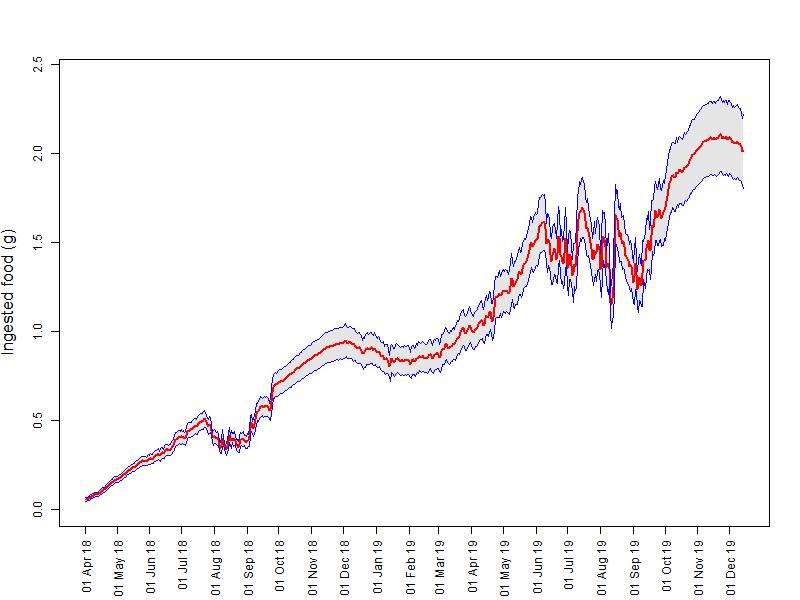 Ingested food (g)
2.5
2.0
1.5
1.0
0.5
0.0
01 Apr 18
01 May 18
01 Jun 18
01 Jul 18
01 Aug 18
01 Sep 18
01 Oct 18
01 Nov 18
01 Dec 18
01 Jan 19
01 Feb 19
01 Mar 19
01 Apr 19
01 May 19
01 Jun 19
01 Jul 19
01 Aug 19
01 Sep 19
01 Oct 19
01 Nov 19
01 Dec 19